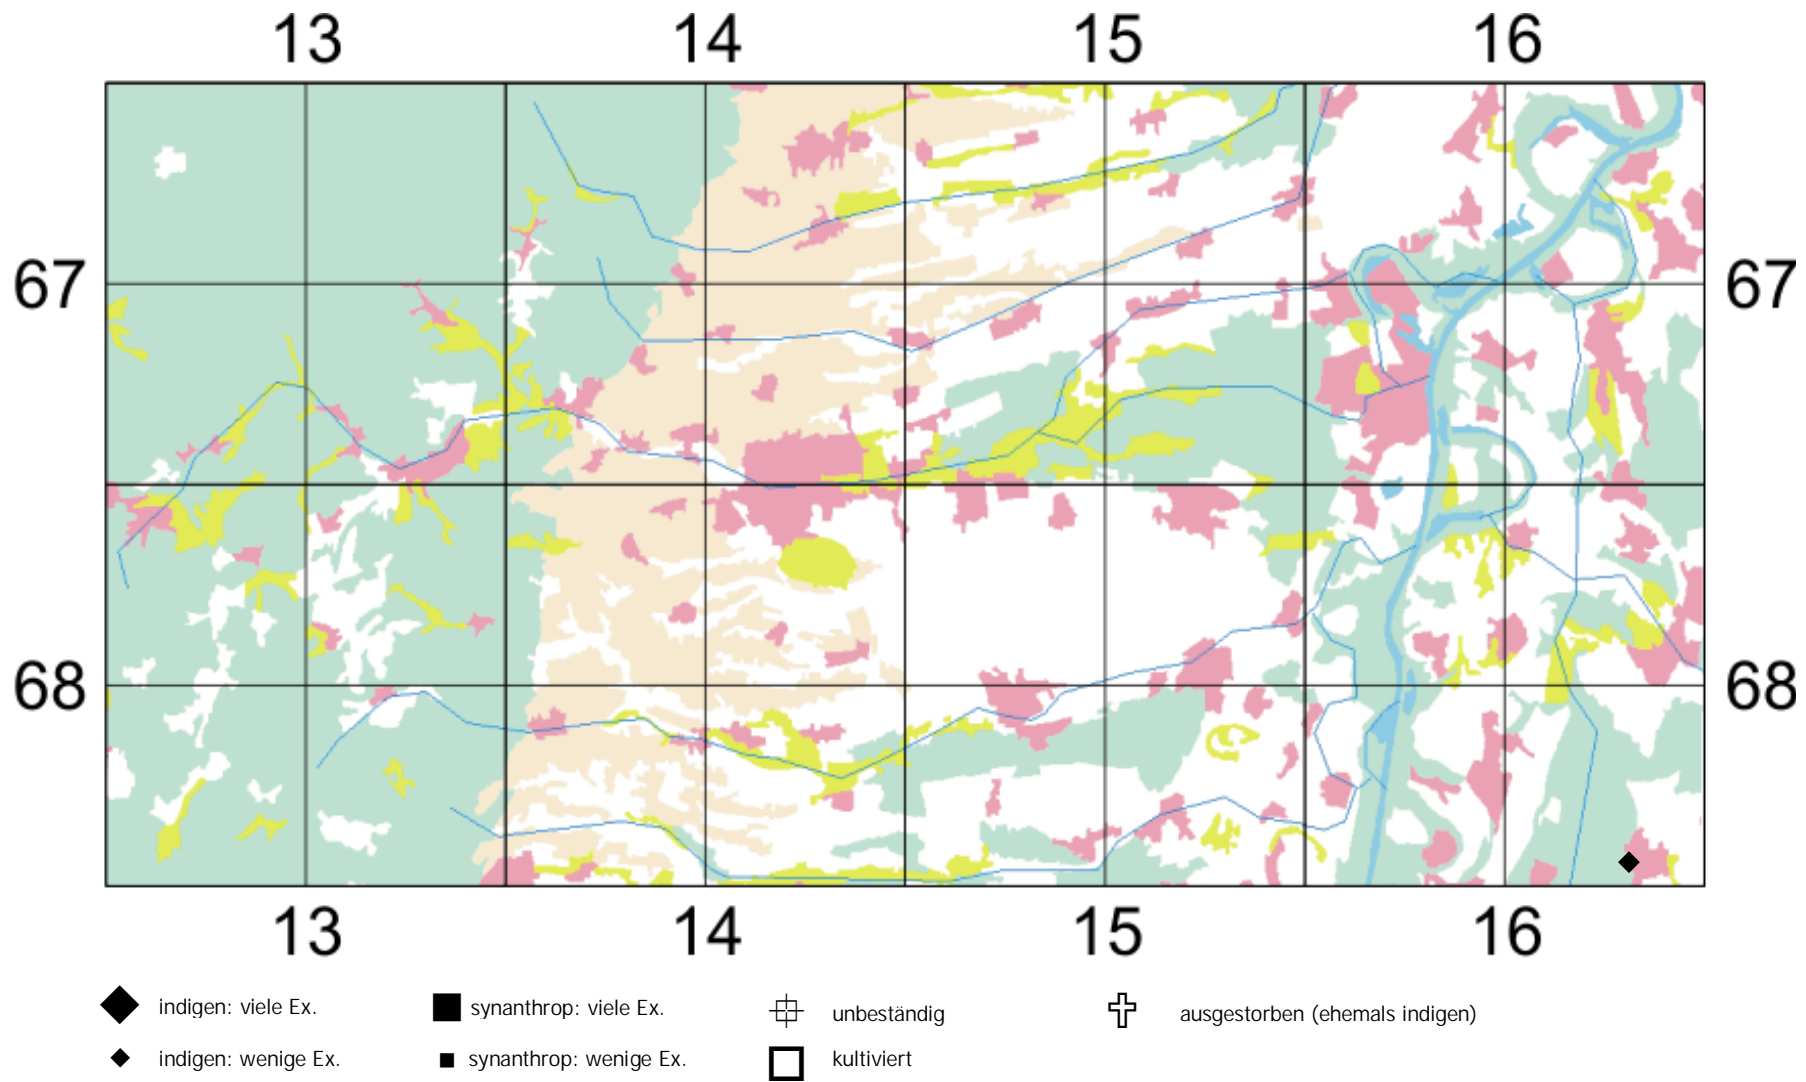 13 14 15 16
67 67
68 68
13 14 15 16
indigen: viele Ex. synanthrop: viele Ex. unbeständig ausgestorben (ehemals indigen)
indigen: wenige Ex. synanthrop: wenige Ex. kultiviert